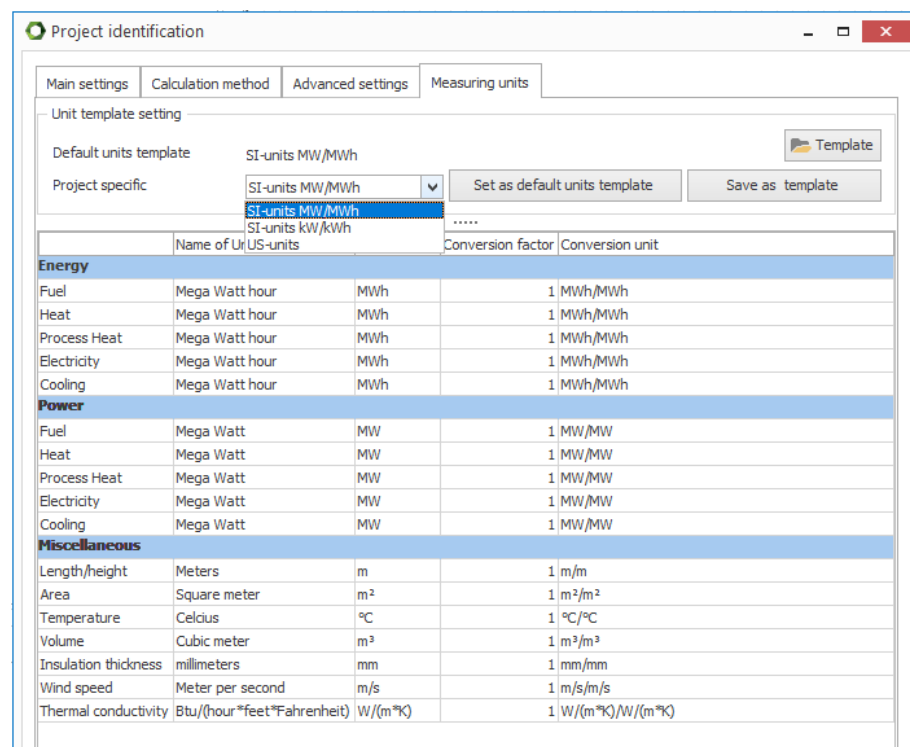 Project identification
Main settings Calculation method Advanced settings Measuring units
Unit template setting
Default units template SI-units MW/MWh Template
Project specific SI-units MW/MWh Set as default units template Save as template
SI-units MW/MWh
SI-units kW/kWh
US-units
Name of Conversion factor Conversion unit
Energy
Fuel Mega Watt hour MWh 1 MWh/MWh
Heat Mega Watt hour MWh 1 MWh/MWh
Process Heat Mega Watt hour MWh 1 MWh/MWh
Electricity Mega Watt hour MWh 1 MWh/MWh
Cooling Mega Watt hour MWh 1 MWh/MWh
Power
Fuel Mega Watt MW 1 MW/MW
Heat Mega Watt MW 1 MW/MW
Process Heat Mega Watt MW 1 MW/MW
Electricity Mega Watt MW 1 MW/MW
Cooling Mega Watt MW 1 MW/MW
Miscellaneous
Length/height Meters m 1 m/m
Area Square meter m² 1 m²/m²
Temperature Celcius °C 1 °C/°C
Volume Cubic meter m³ 1 m³/m³
Insulation thickness millimeters mm 1 mm/mm
Wind speed Meter per second m/s 1 m/s/m/s
Thermal conductivity Btu/(hour*feet*Fahrenheit) W/(m*K) 1 W/(m*K)/W/(m*K)